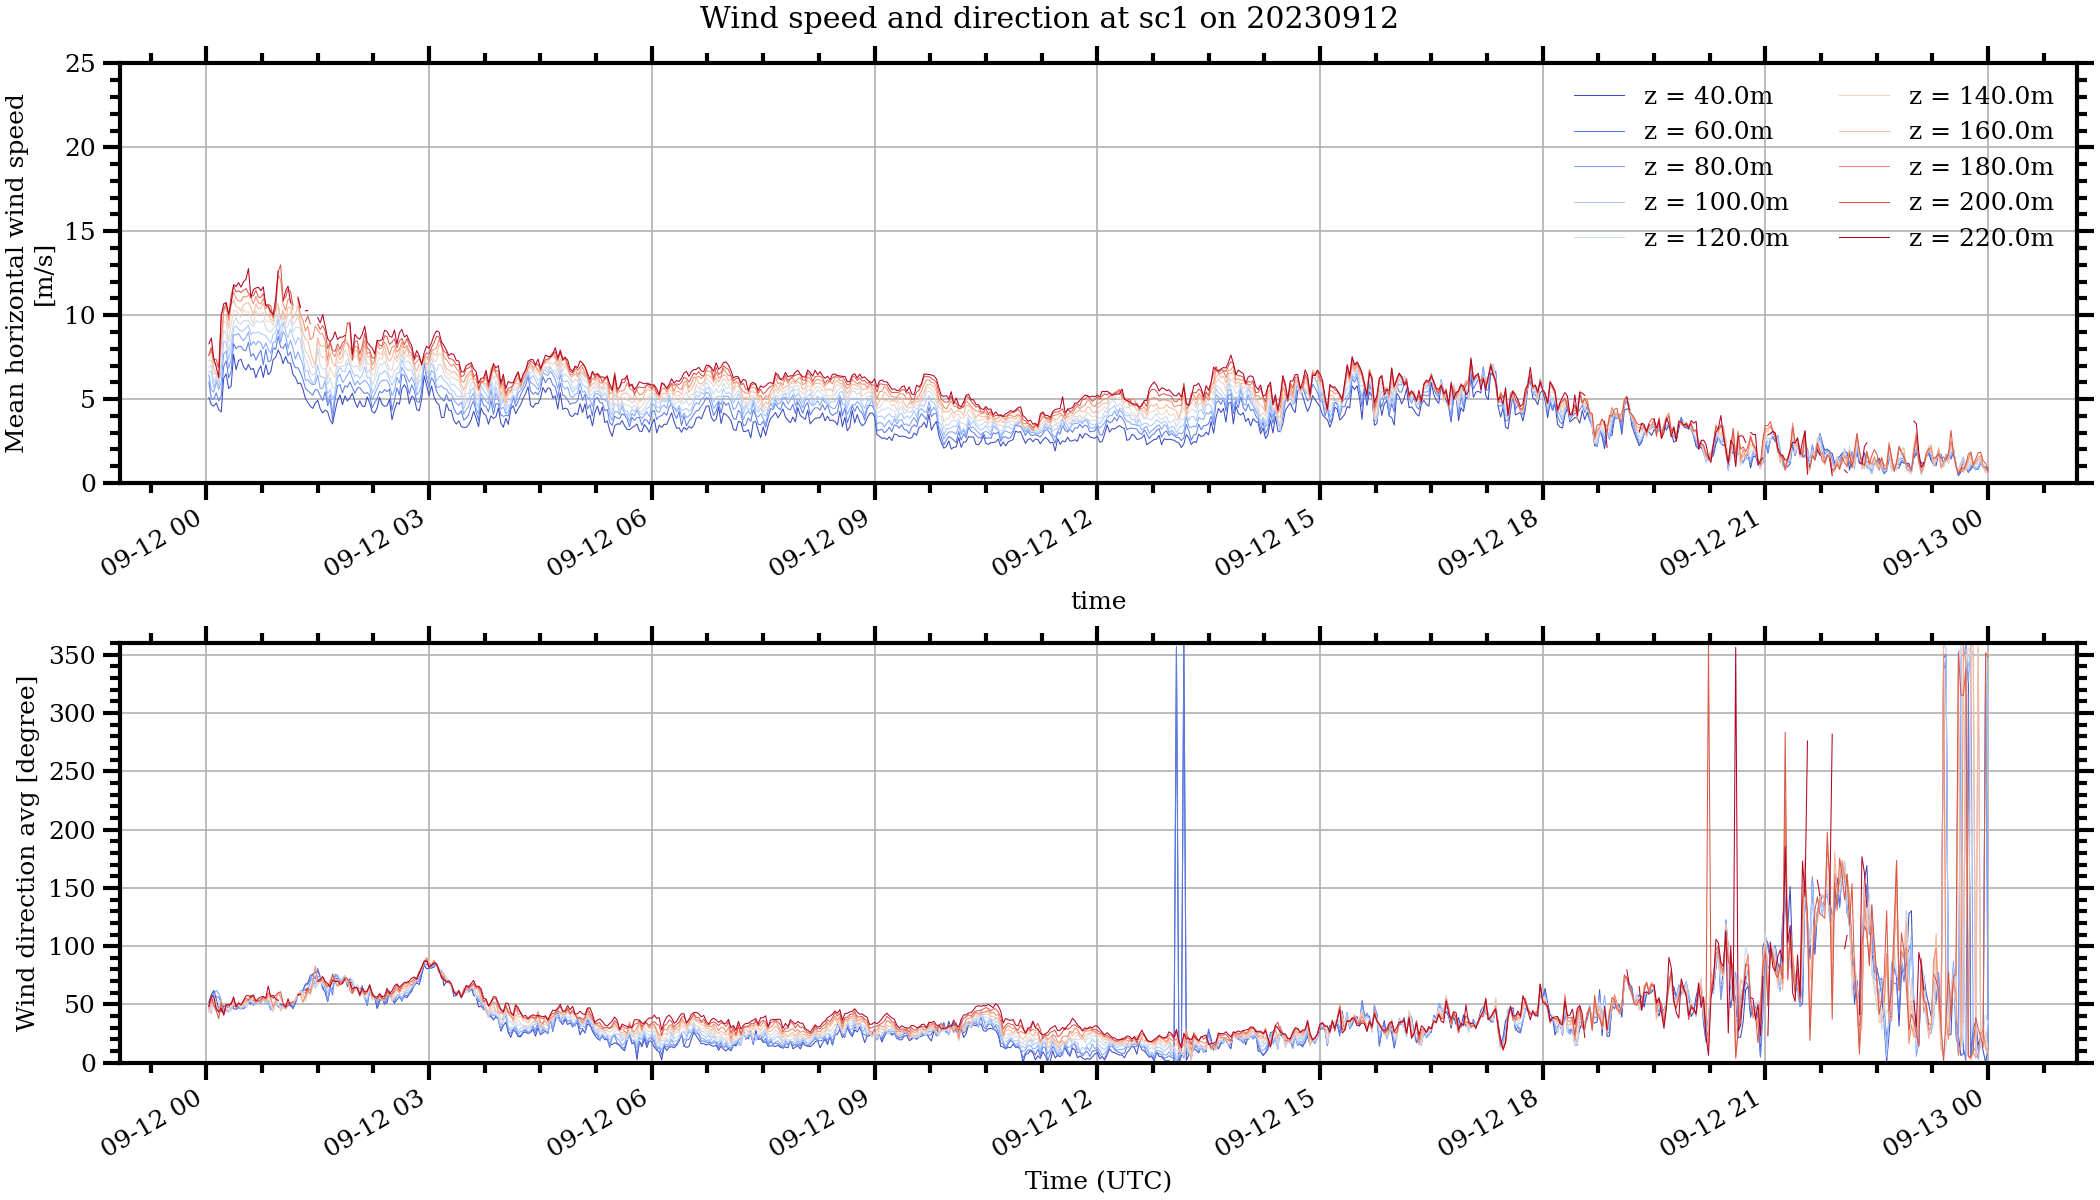 Wind speed and direction at sc1 on 20230912
Mean horizontal wind speed
[m/s]
25
20
15
10
5
0
z = 40.0m
z = 60.0m
z = 80.0m
z = 100.0m
z = 120.0m
z = 140.0m
z = 160.0m
z = 180.0m
z = 200.0m
z = 220.0m
09-12 00
09-12 03
09-12 06
09-12 09
09-12 12
09-12 15
09-12 18
09-12 21
09-13 00
time
Wind direction avg [degree]
350
300
250
200
150
100
50
0
09-12 00
09-12 03
09-12 06
09-12 09
09-12 12
09-12 15
09-12 18
09-12 21
09-13 00
Time (UTC)